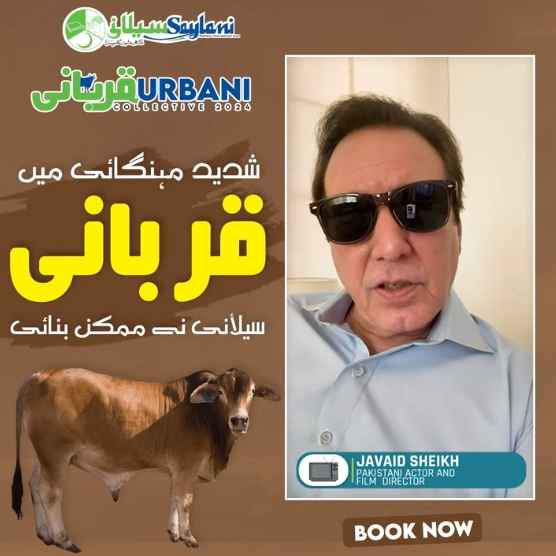 سیلانی Saylani
قربانی QURBANI
COLLECTIVE 2024
شدید مہنگائی میں
قربانی
سیلانی نے ممکن بنائی
JAVAID SHEIKH
PAKISTANI ACTOR AND
FILM DIRECTOR
BOOK NOW